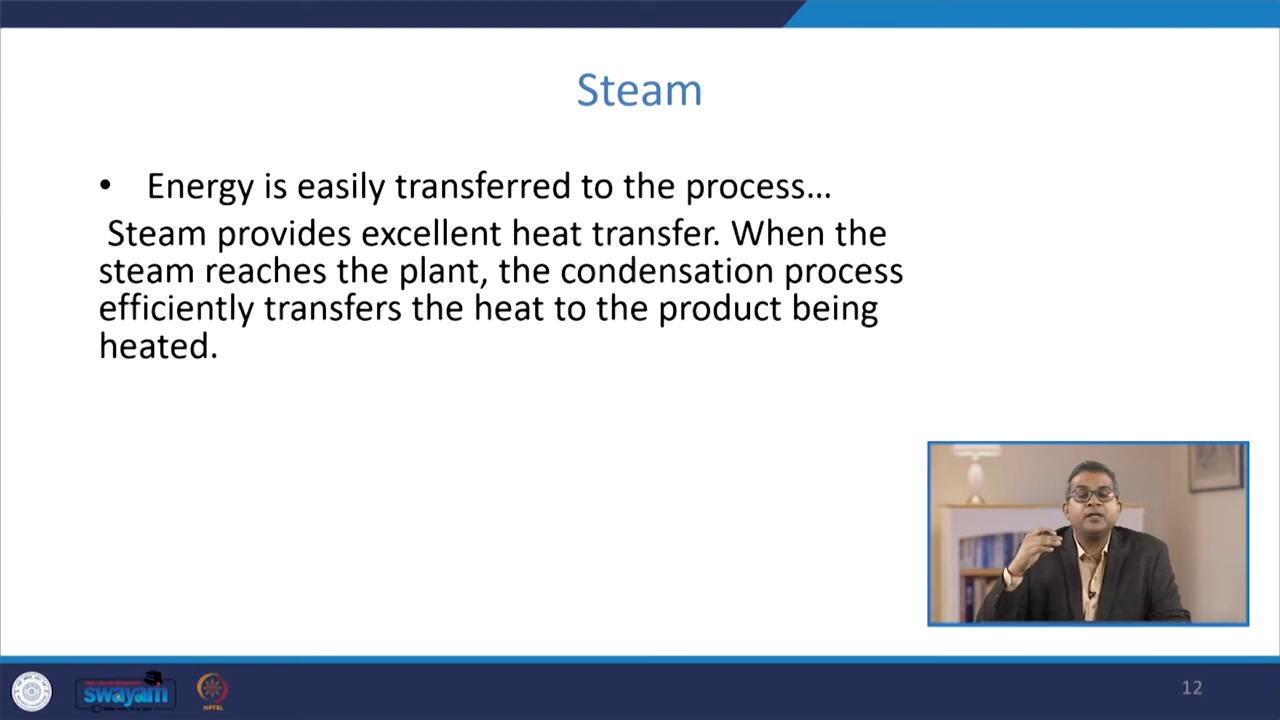 Steam
• Energy is easily transferred to the process…
Steam provides excellent heat transfer. When the
steam reaches the plant, the condensation process
efficiently transfers the heat to the product being
heated.
swayam
NPTEL
12